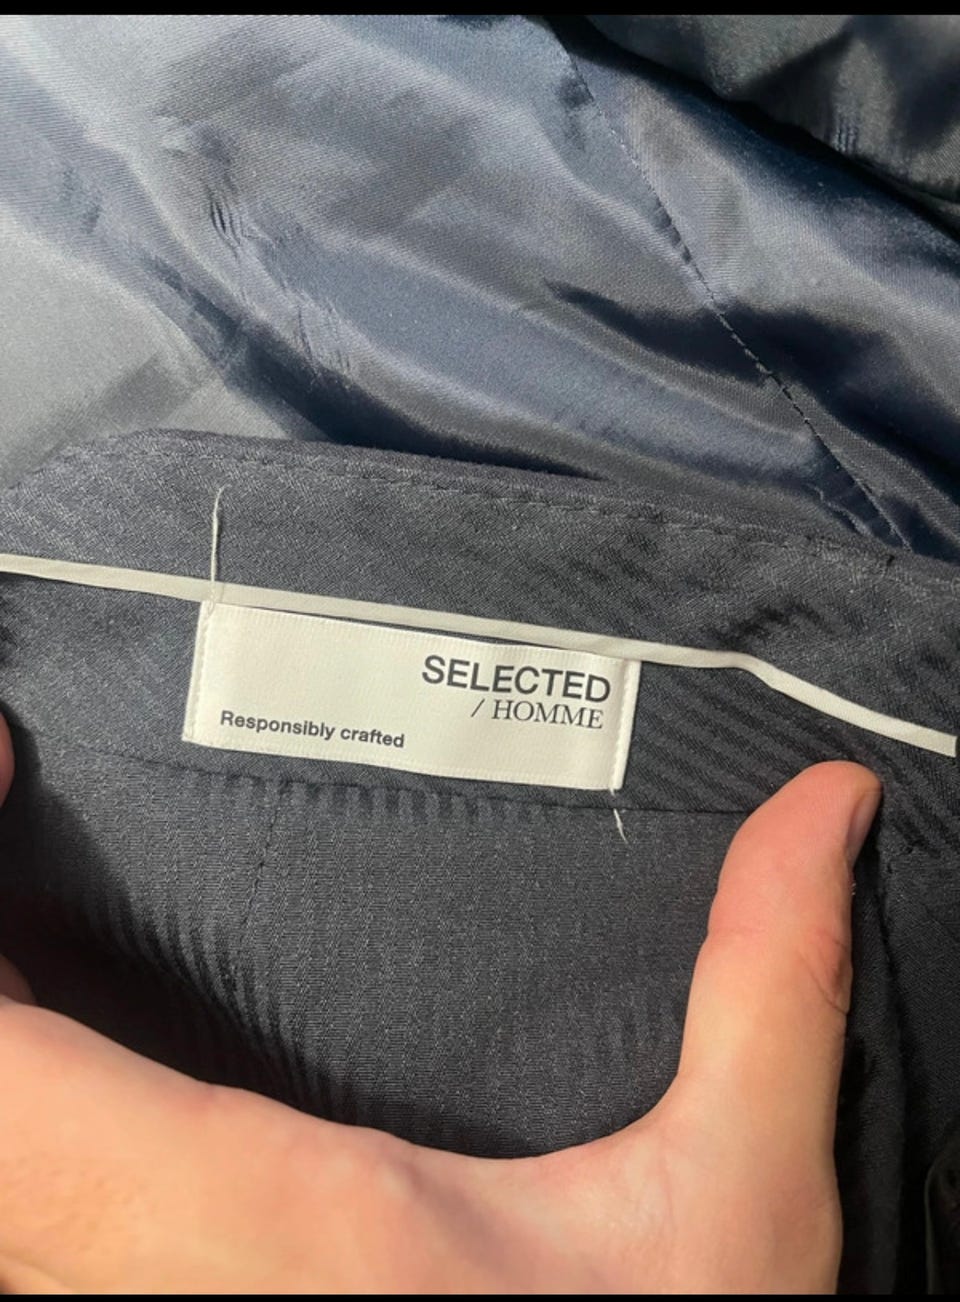 SELECTED
/ HOMME
Responsibly crafted